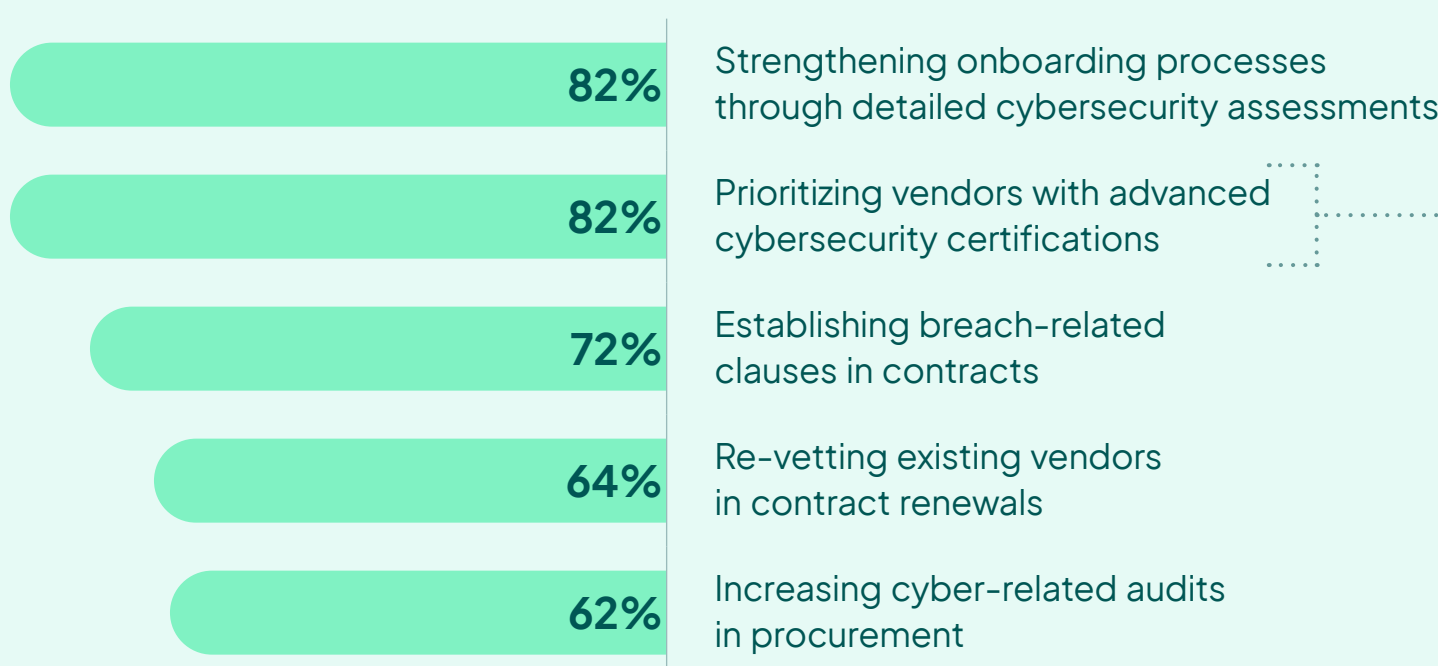 82%
Strengthening onboarding processes
through detailed cybersecurity assessments
82%
Prioritizing vendors with advanced
cybersecurity certifications
72%
Establishing breach-related
clauses in contracts
64%
Re-vetting existing vendors
in contract renewals
62%
Increasing cyber-related audits
in procurement